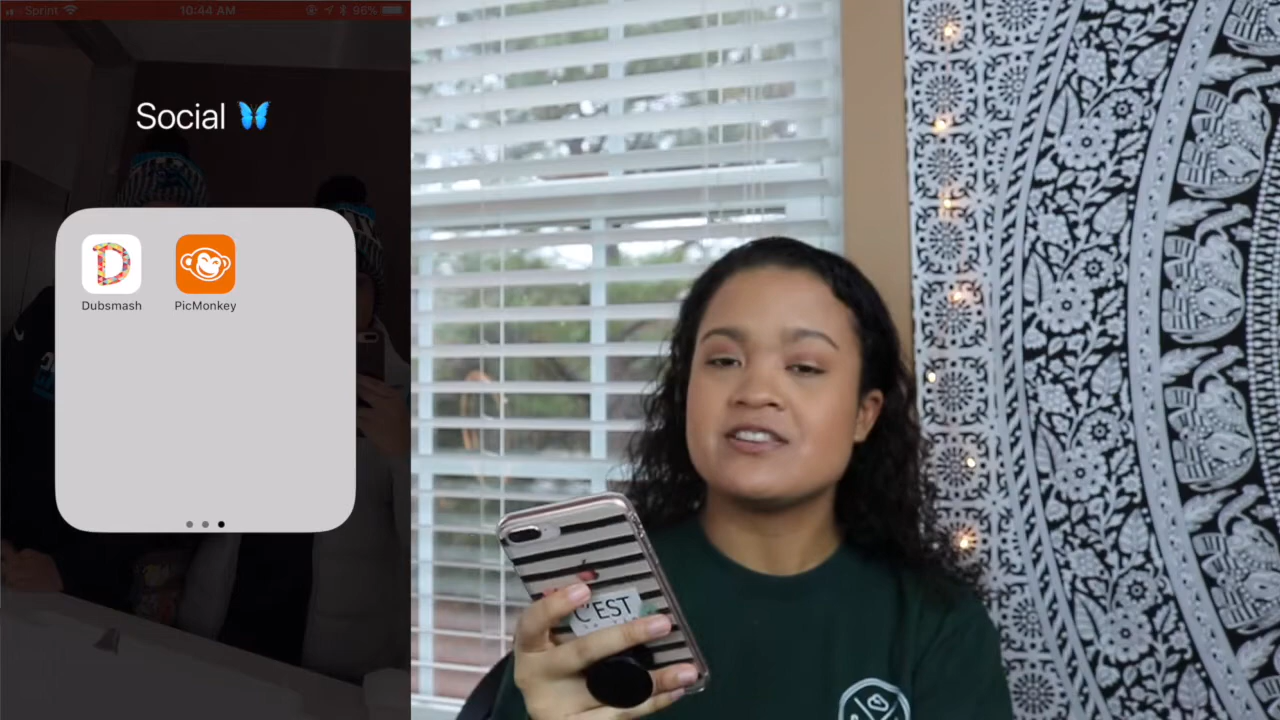 Sprint 10:44 AM 96%
Social 🦋
D
Dubsmash PicMonkey
C'EST